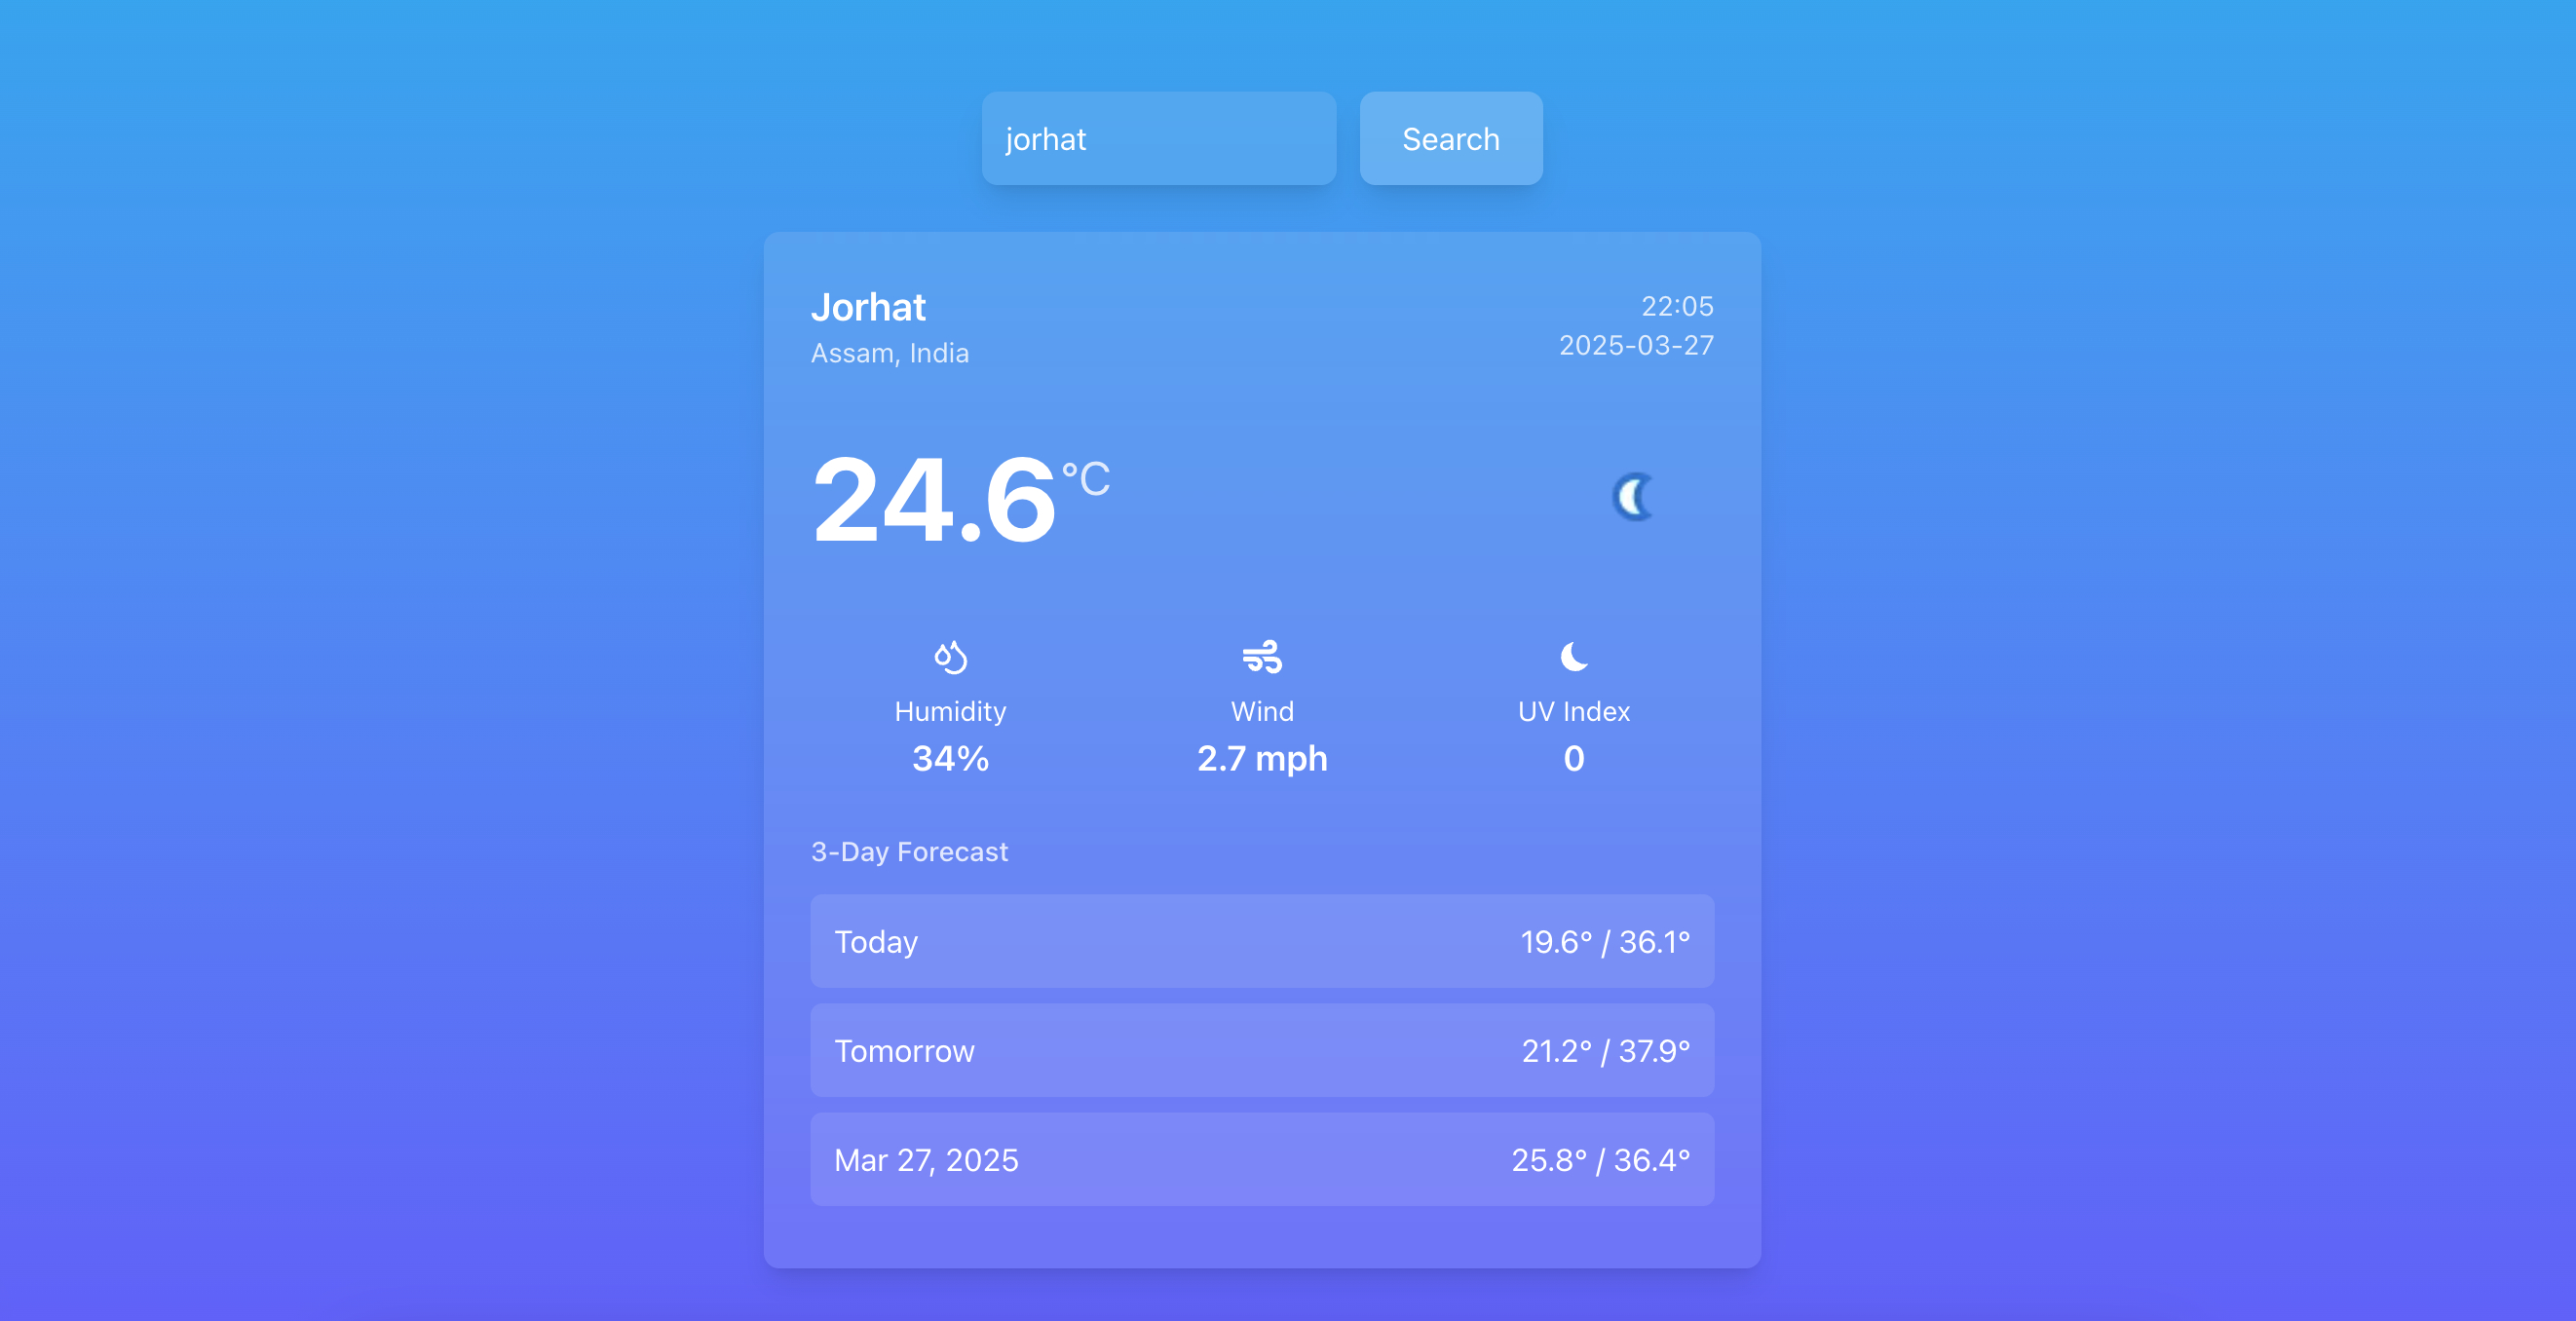 jorhat
Search
Jorhat
22:05
Assam, India
2025-03-27
24.6°C
Humidity
34%
Wind
2.7 mph
UV Index
0
3-Day Forecast
Today 19.6° / 36.1°
Tomorrow 21.2° / 37.9°
Mar 27, 2025 25.8° / 36.4°